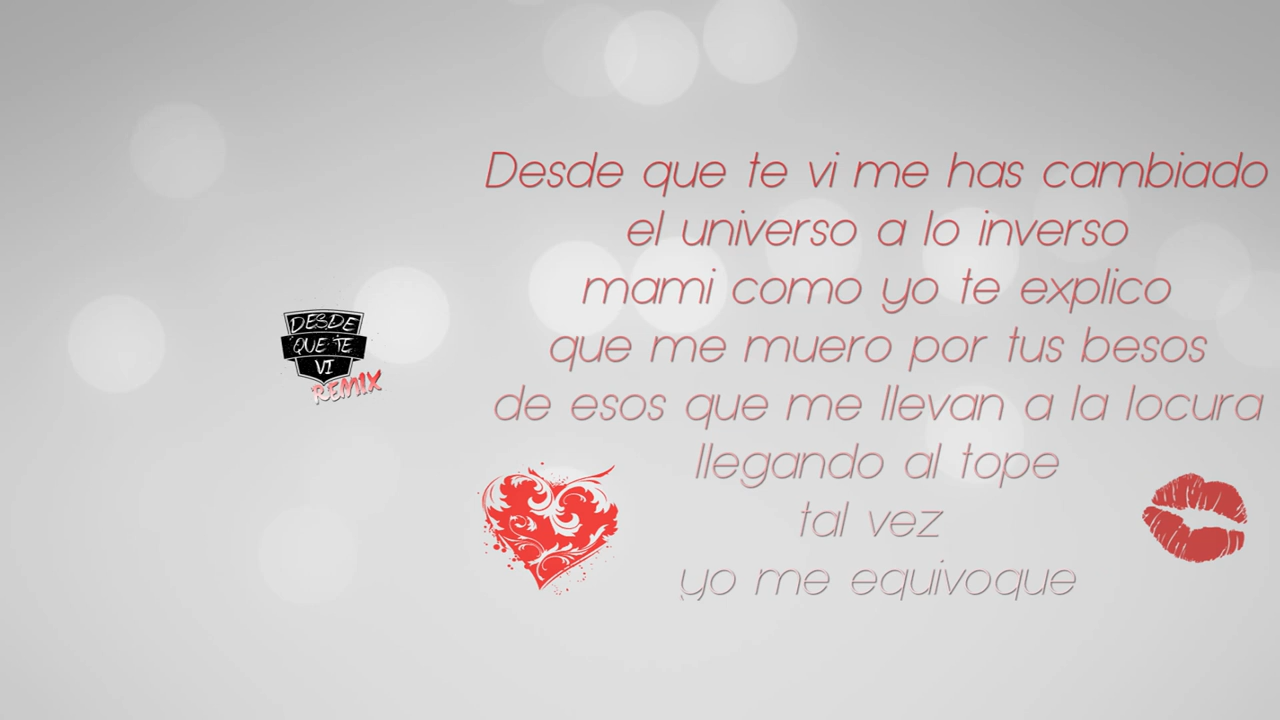 DESDE
QUE TE
VI
REMIX
Desde que te vi me has cambiado
el universo a lo inverso
mami como yo te explico
que me muero por tus besos
de esos que me llevan a la locura
llegando al tope
tal vez
yo me equivoque